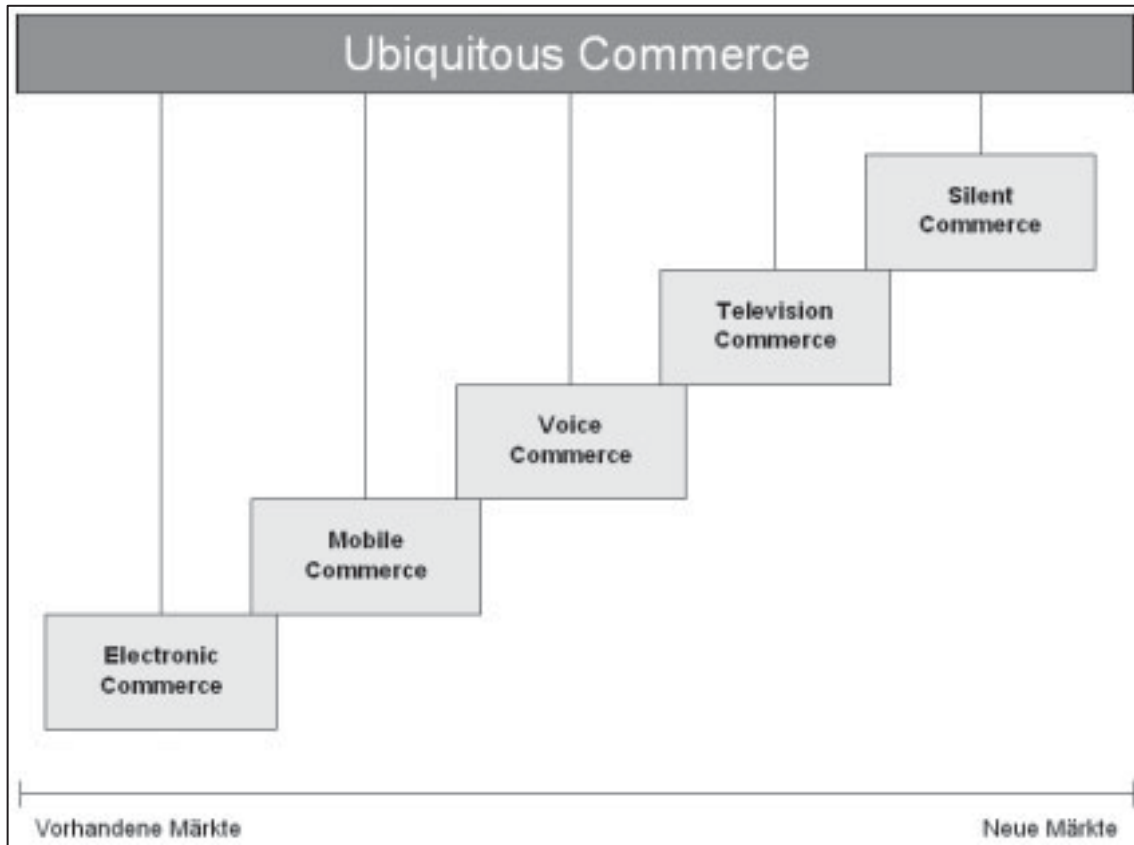 Ubiquitous Commerce
Silent
Commerce
Television
Commerce
Voice
Commerce
Mobile
Commerce
Electronic
Commerce
Vorhandene Märkte
Neue Märkte